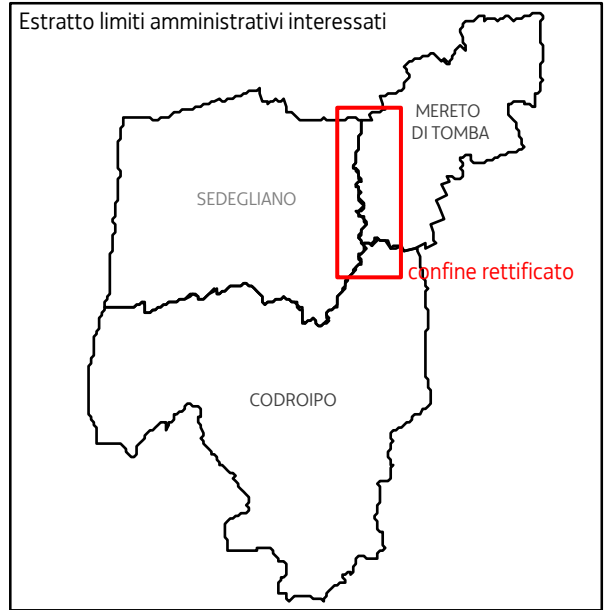 Estratto limiti amministrativi interessati
MERETO
DI TOMBA
SEDEGLIANO
confine rettificato
CODROIPO